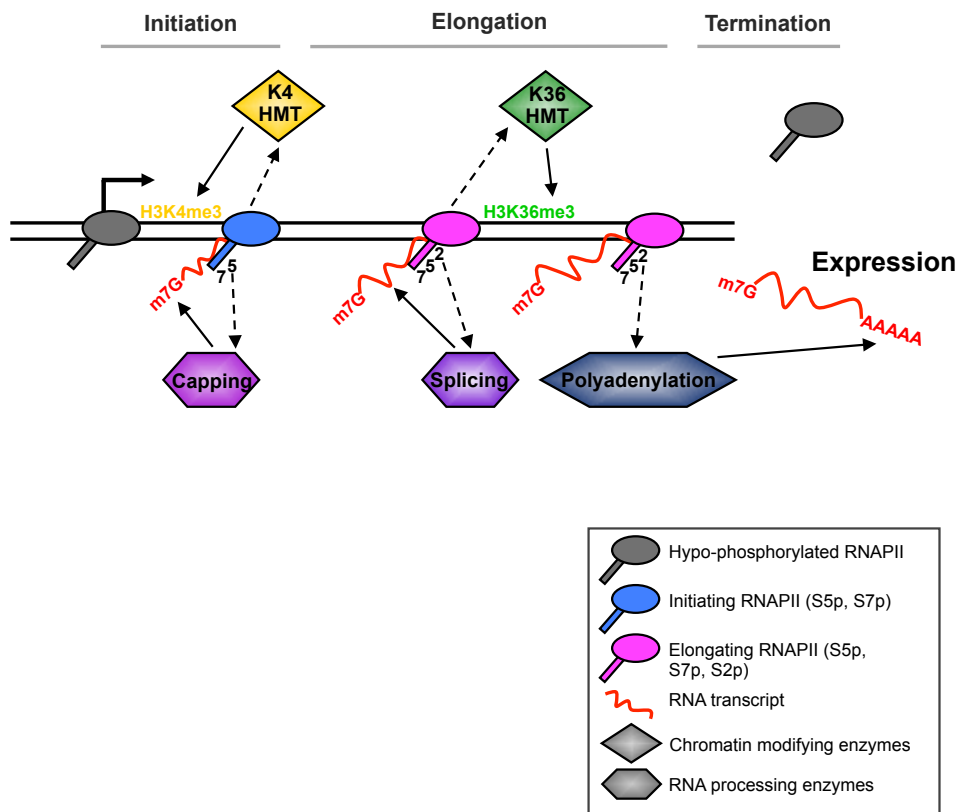 Initiation
Elongation
Termination
K4
HMT
K36
HMT
H3K4me3
H3K36me3
7 5
7 5 2
7 5 2
m7G
m7G
m7G
Expression
m7G
AAAAA
Capping
Splicing
Polyadenylation
Hypo-phosphorylated RNAPII
Initiating RNAPII (S5p, S7p)
Elongating RNAPII (S5p,
S7p, S2p)
RNA transcript
Chromatin modifying enzymes
RNA processing enzymes